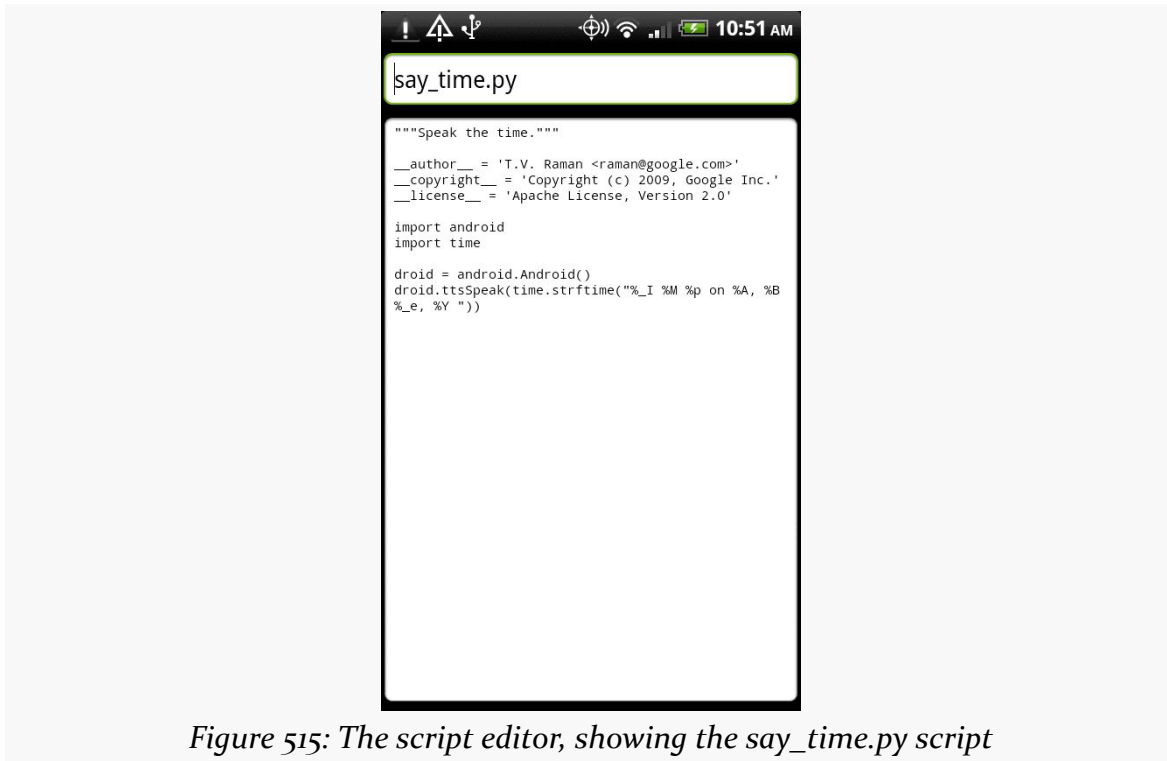 10:51 AM
say_time.py
"""Speak the time."""
__author__ = 'T.V. Raman <raman@google.com>'
__copyright__ = 'Copyright (c) 2009, Google Inc.'
__license__ = 'Apache License, Version 2.0'
import android
import time
droid = android.Android()
droid.ttsSpeak(time.strftime("%_I %M %p on %A, %B
%_e, %Y "))
Figure 515: The script editor, showing the say_time.py script